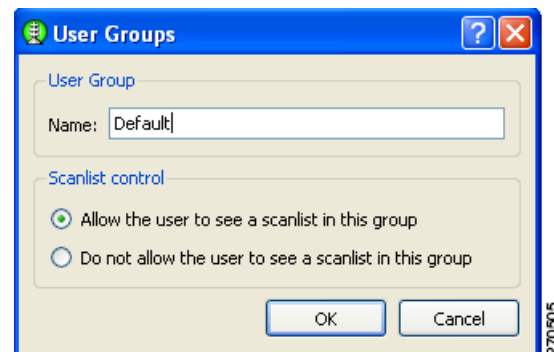 User Groups
User Group
Name: Default
Scanlist control
Allow the user to see a scanlist in this group
Do not allow the user to see a scanlist in this group
OK Cancel
270505